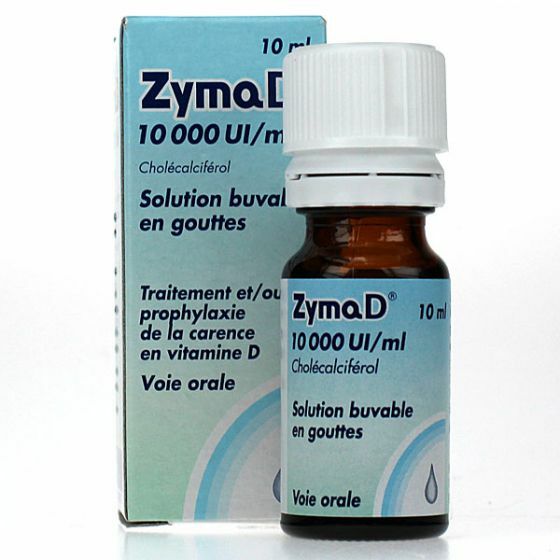 10 ml
ZymaD
10 000 UI/m
Cholécalciférol
Solution buvab
en gouttes
Traitement et/ou
prophylaxie
de la carence
en vitamine D
Voie orale
ZymaD®
10 ml
10 000 UI/ml
Cholécalciférol
Solution buvable
en gouttes
Voie orale